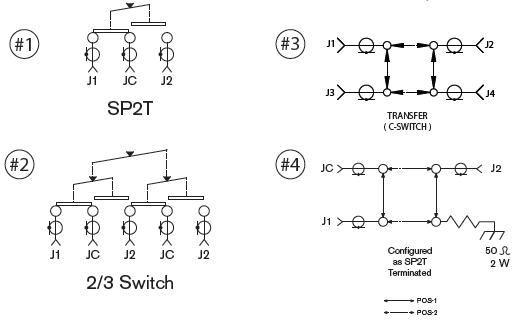 #1
J1 JC J2
SP2T
#2
J1 JC J2 JC J2
2/3 Switch
#3
J1 J2
J3 J4
TRANSFER
( C-SWITCH )
#4
JC J2
J1
Configured
as SP2T
Terminated
50 Ω
2 W
POS-1
POS-2